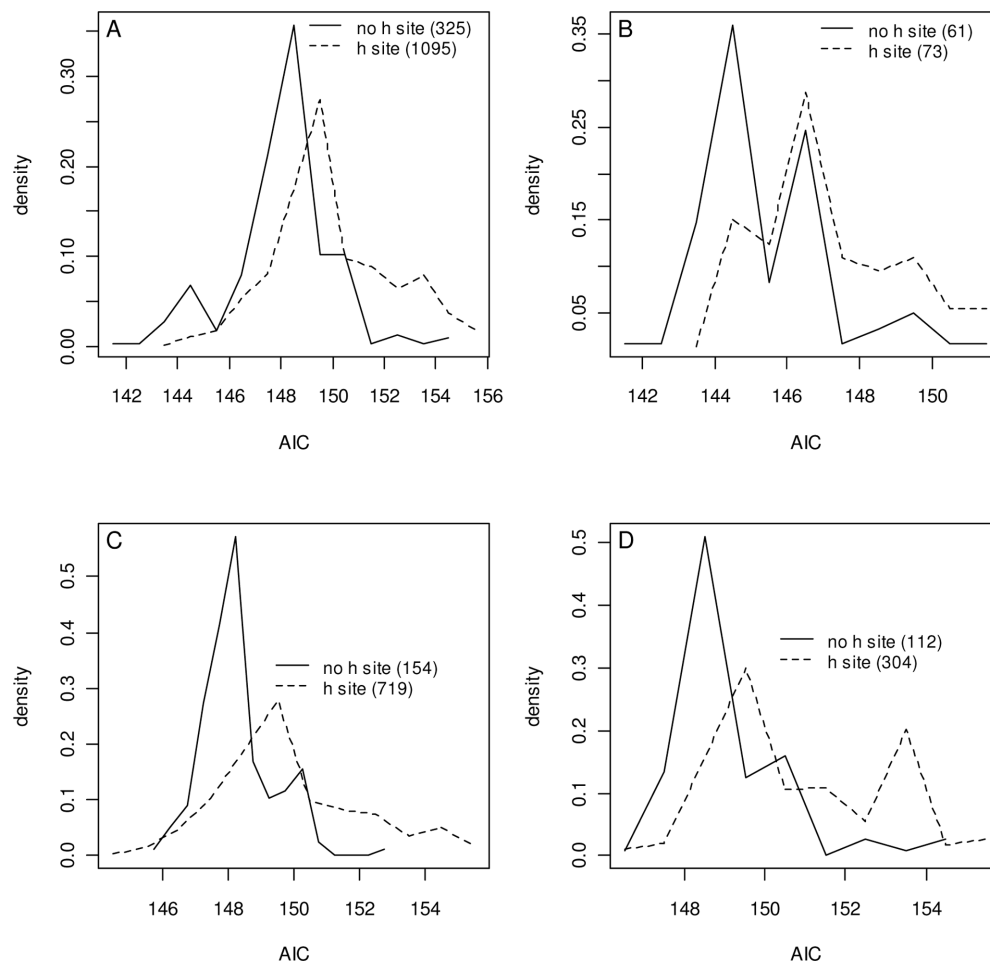 A
no h site (325)
h site (1095)
density
0.00
0.10
0.20
0.30
142
144
146
148
150
152
154
156
AIC
B
no h site (61)
h site (73)
density
0.05
0.15
0.25
0.35
142
144
146
148
150
AIC
C
no h site (154)
h site (719)
density
0.0
0.1
0.2
0.3
0.4
0.5
146
148
150
152
154
AIC
D
no h site (112)
h site (304)
density
0.0
0.1
0.2
0.3
0.4
0.5
148
150
152
154
AIC